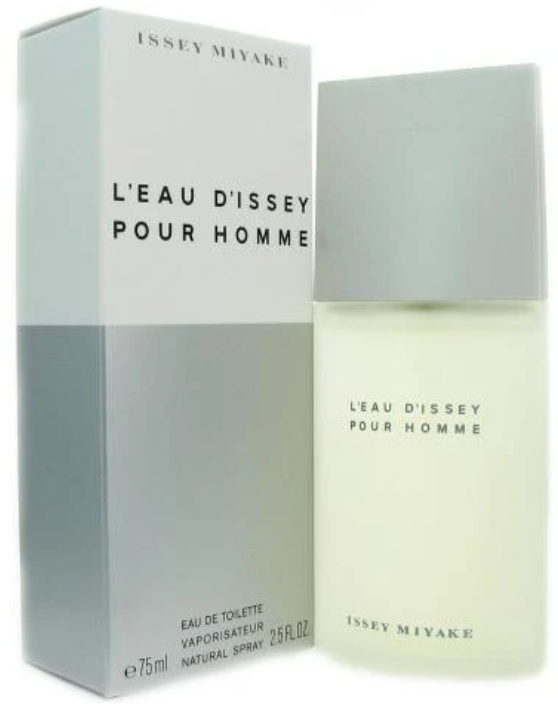 ISSEY MIYAKE
L'EAU D'ISSEY
POUR HOMME
EAU DE TOILETTE
VAPORISATEUR
NATURAL SPRAY
℮75ml
2.5FL.OZ.
L'EAU D'ISSEY
POUR HOMME
ISSEY MIYAKE